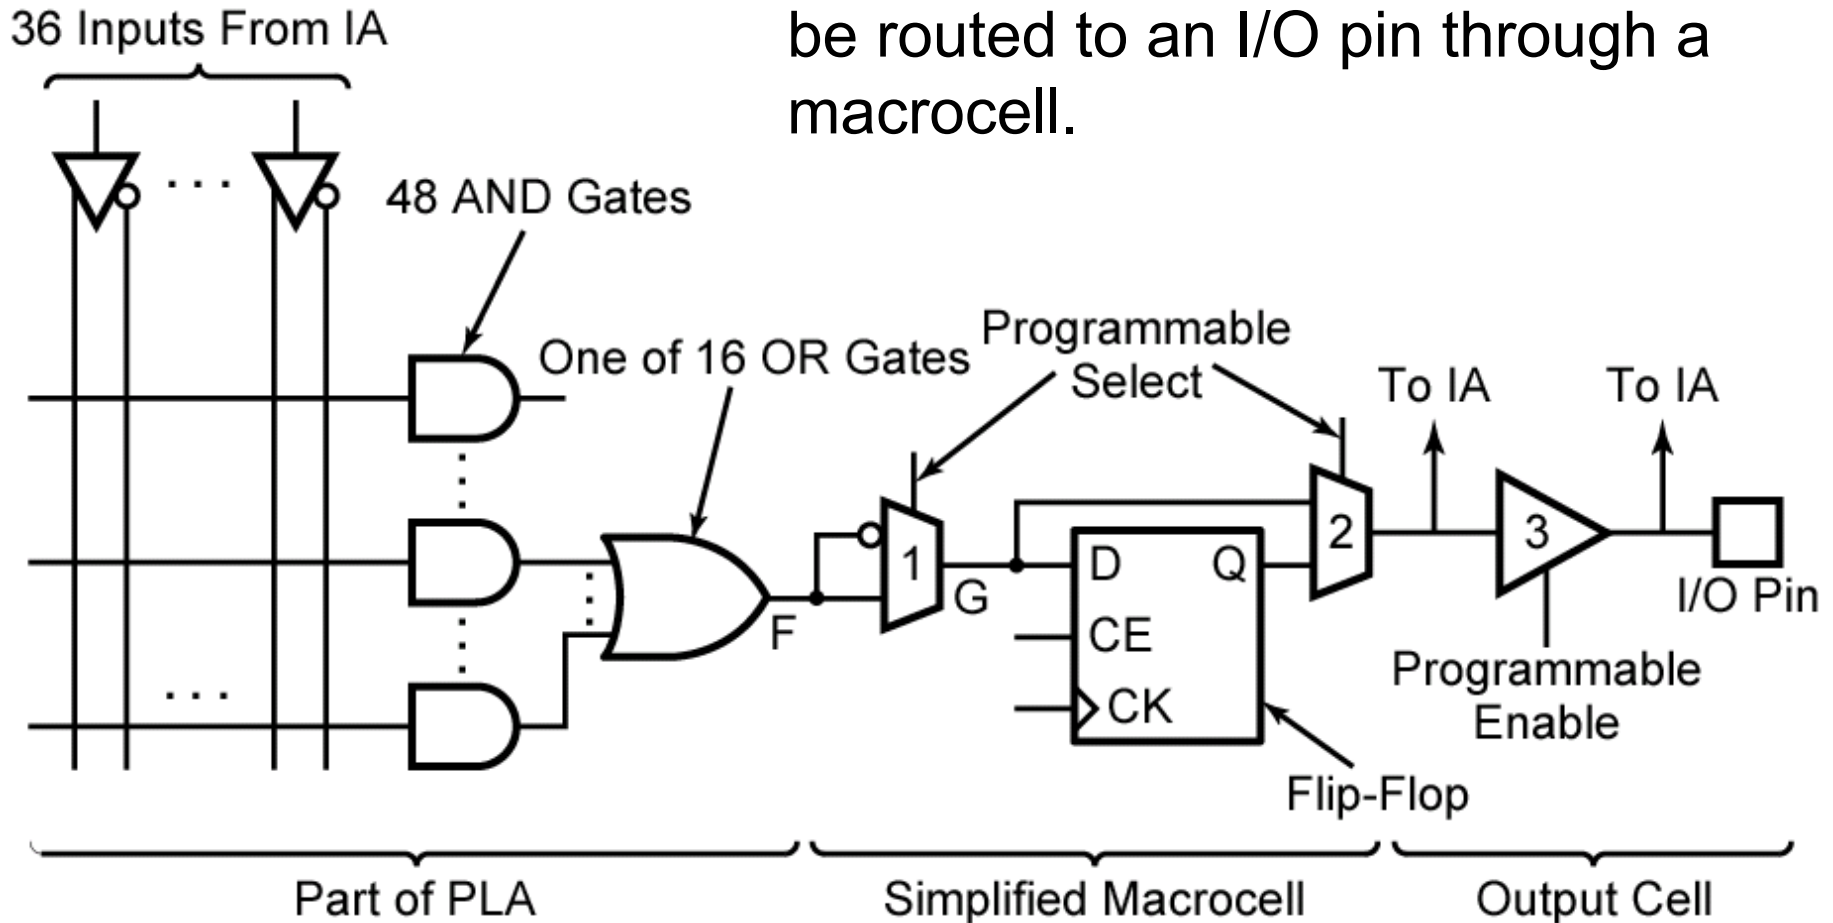 be routed to an I/O pin through a
macrocell.
36 Inputs From IA
48 AND Gates
One of 16 OR Gates
Programmable
Select
To IA
To IA
1
2
3
F
G
D
Q
CE
CK
I/O Pin
Programmable
Enable
Flip-Flop
Part of PLA
Simplified Macrocell
Output Cell